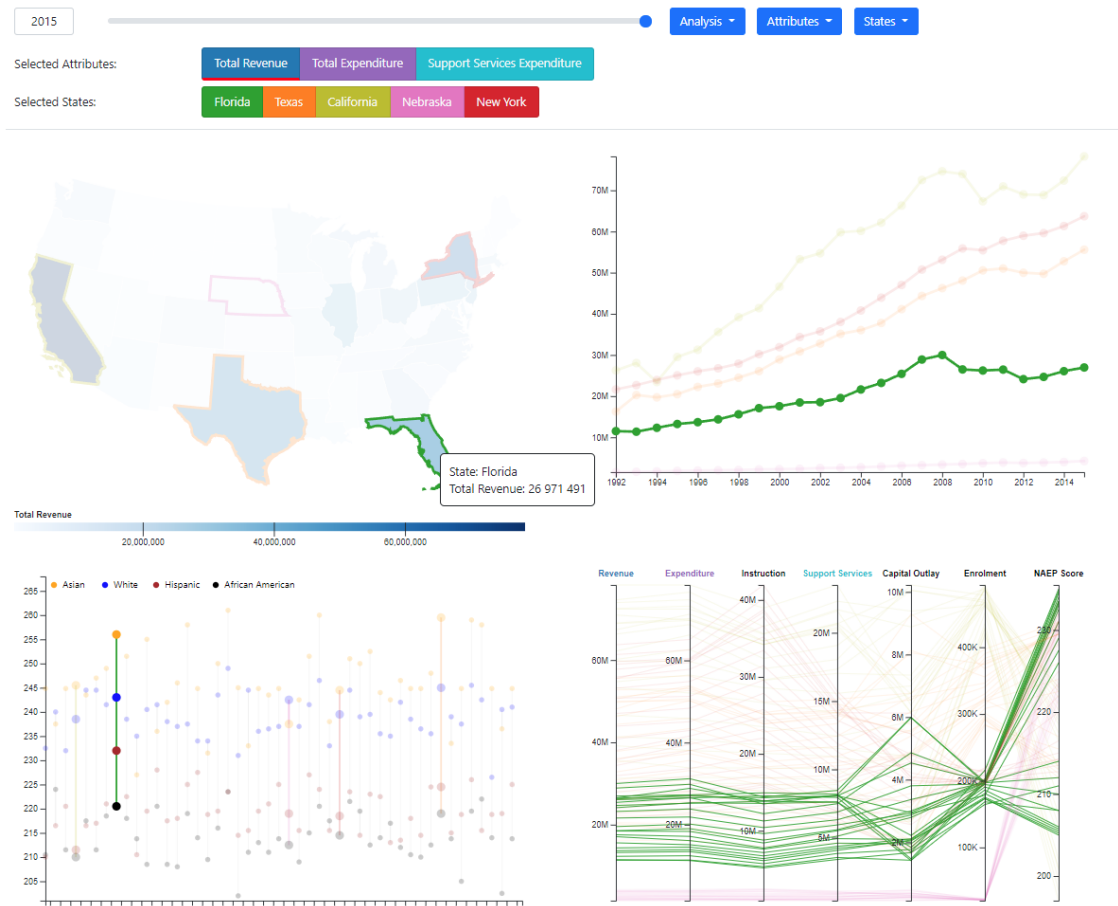 2015
Analysis
Attributes
States
Selected Attributes:
Total Revenue
Total Expenditure
Support Services Expenditure
Selected States:
Florida
Texas
California
Nebraska
New York
State: Florida
Total Revenue: 26 971 491
70M
60M
50M
40M
30M
20M
10M
1992
1994
1996
1998
2000
2002
2004
2006
2008
2010
2012
2014
Total Revenue
20,000,000
40,000,000
60,000,000
Asian
White
Hispanic
African American
265
260
255
250
245
240
235
230
225
220
215
210
205
Revenue
Expenditure
Instruction
Support Services
Capital Outlay
Enrolment
NAEP Score
60M
40M
20M
60M
40M
20M
40M
30M
20M
10M
20M
15M
10M
5M
10M
8M
6M
4M
2M
400K
300K
200K
100K
230
220
210
200